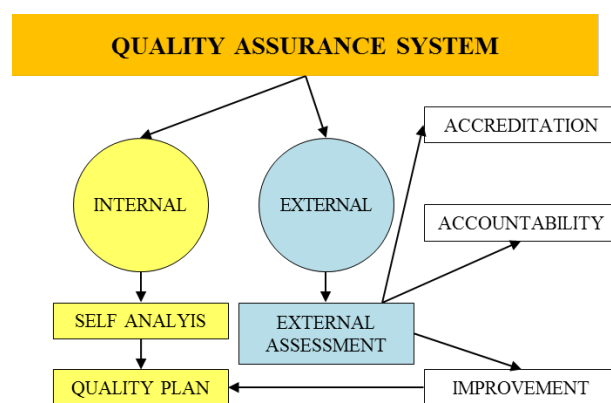 QUALITY ASSURANCE SYSTEM
ACCREDITATION
INTERNAL
EXTERNAL
ACCOUNTABILITY
SELF ANALYIS
EXTERNAL
ASSESSMENT
QUALITY PLAN
IMPROVEMENT